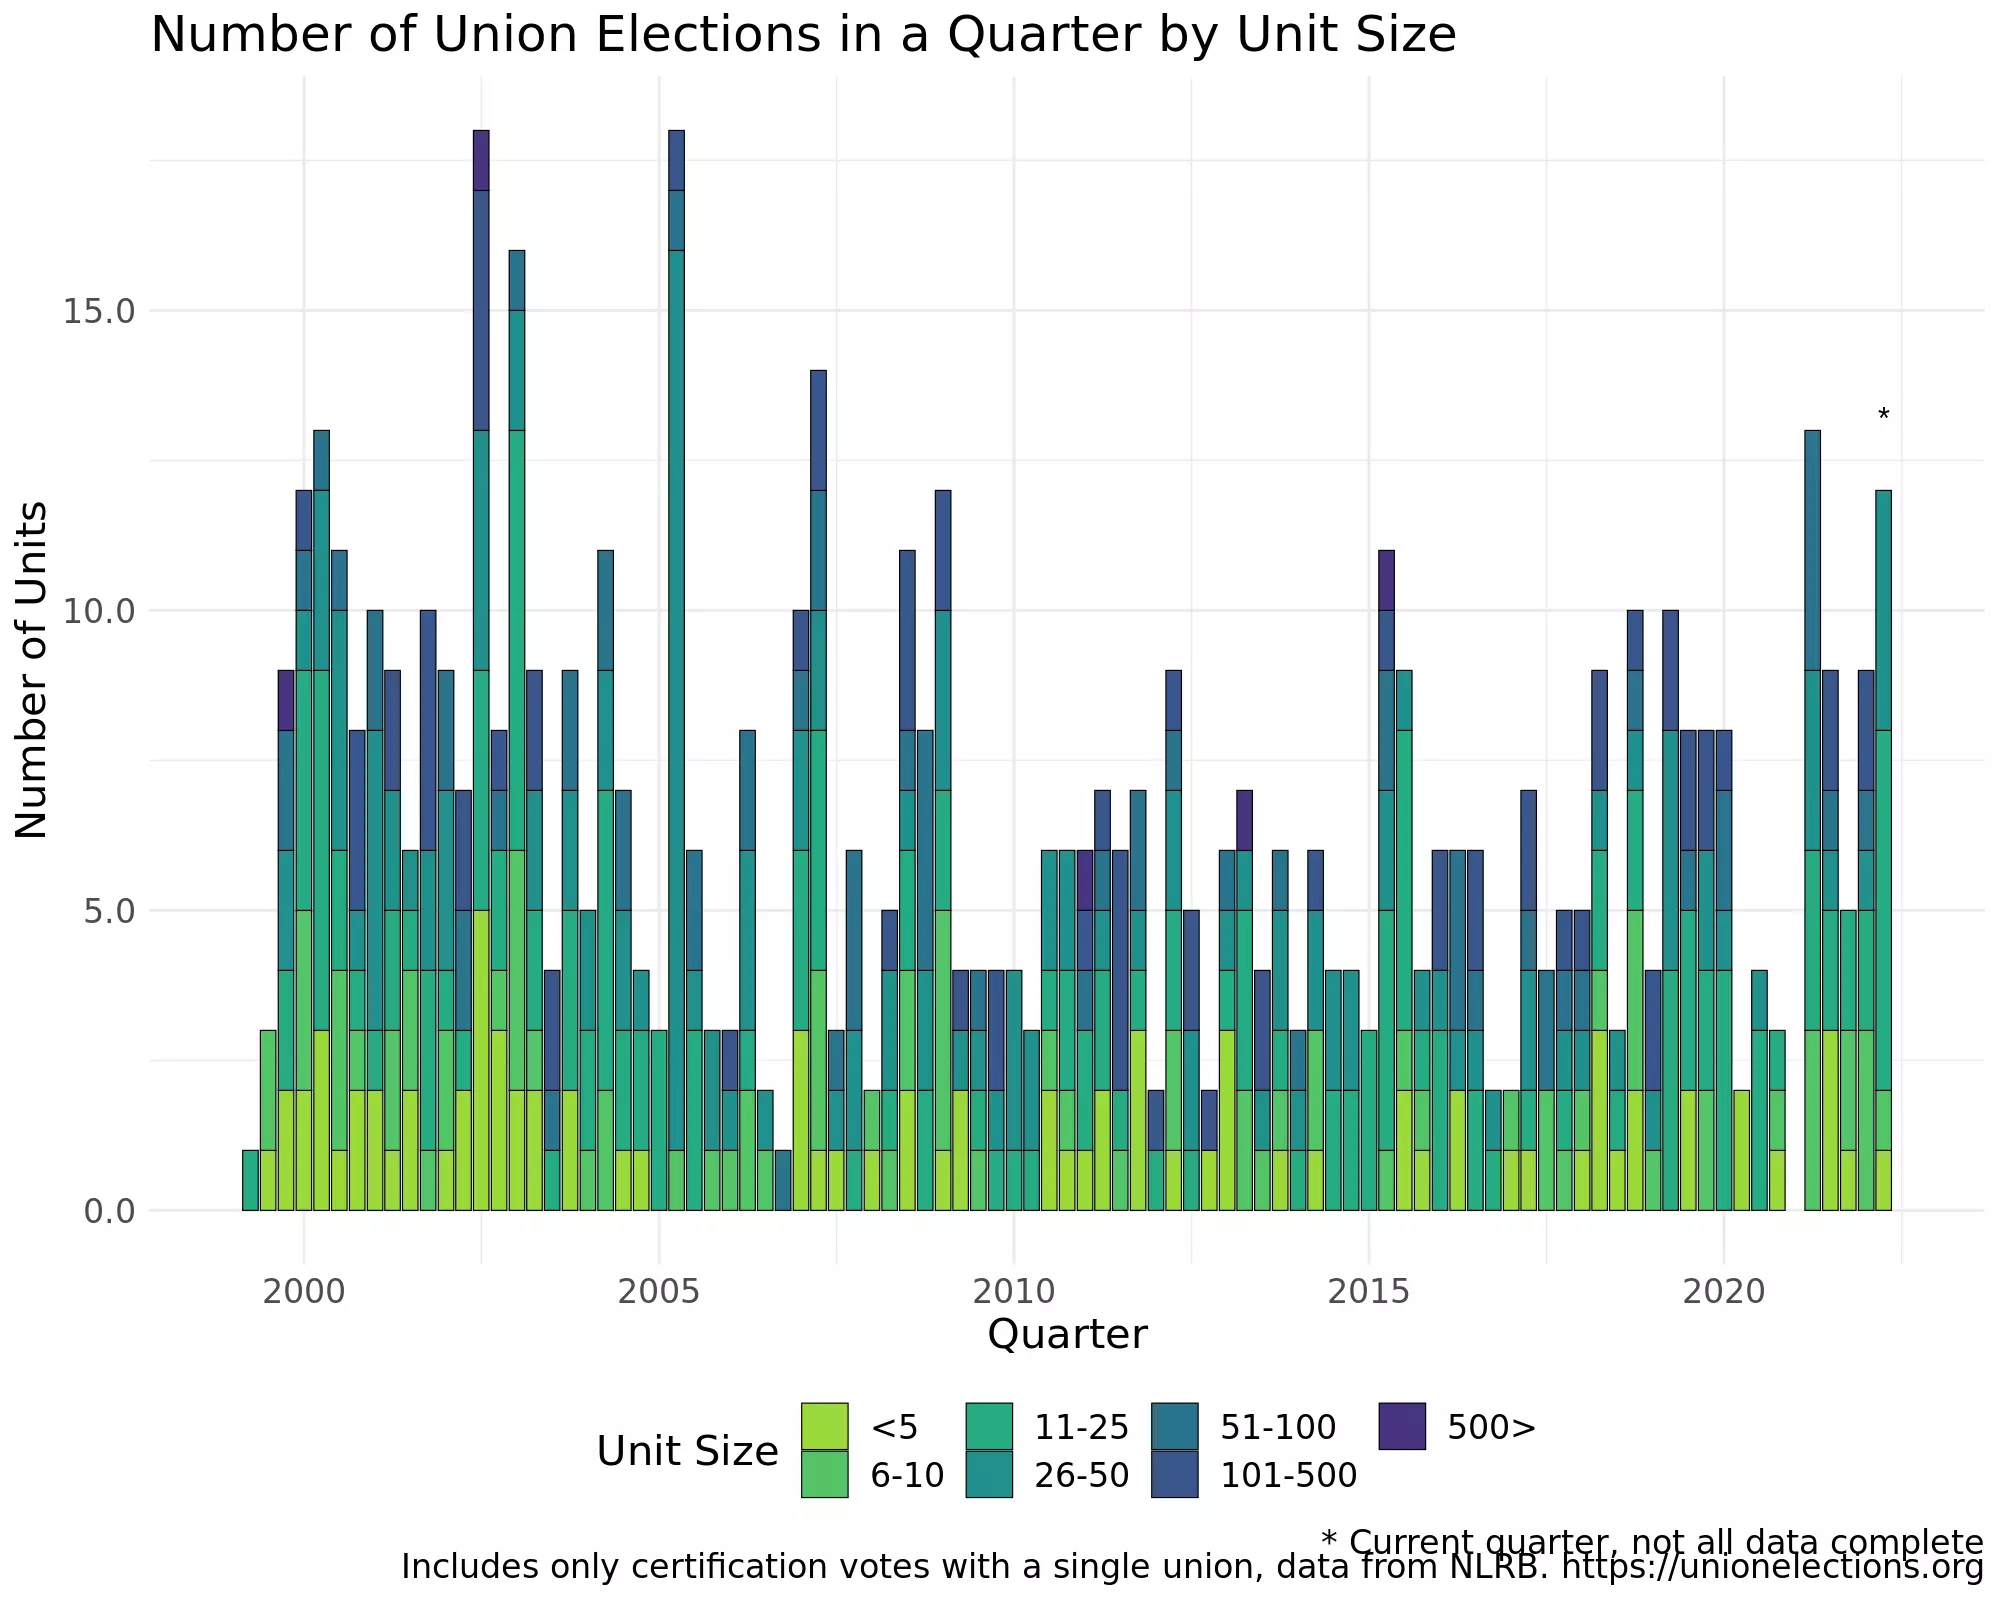 Number of Union Elections in a Quarter by Unit Size
Number of Units
15.0
10.0
5.0
0.0
*
2000 2005 2010 2015 2020
Quarter
Unit Size
<5 11-25 51-100 500>
6-10 26-50 101-500
* Current quarter, not all data complete
Includes only certification votes with a single union, data from NLRB. https://unionelections.org